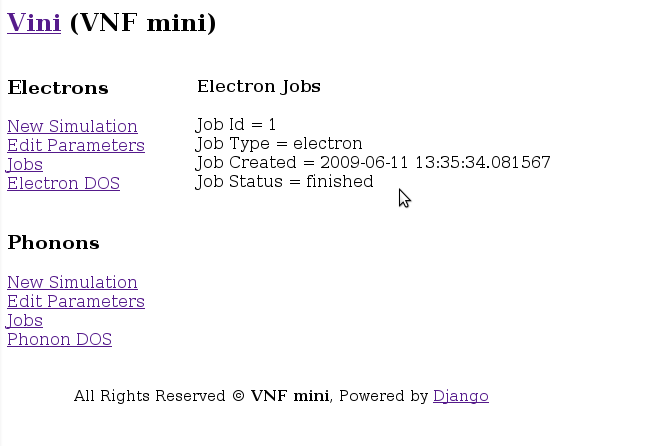 Vini (VNF mini)
Electrons
New Simulation
Edit Parameters
Jobs
Electron DOS
Electron Jobs
Job Id = 1
Job Type = electron
Job Created = 2009-06-11 13:35:34.081567
Job Status = finished
Phonons
New Simulation
Edit Parameters
Jobs
Phonon DOS
All Rights Reserved © VNF mini, Powered by Django